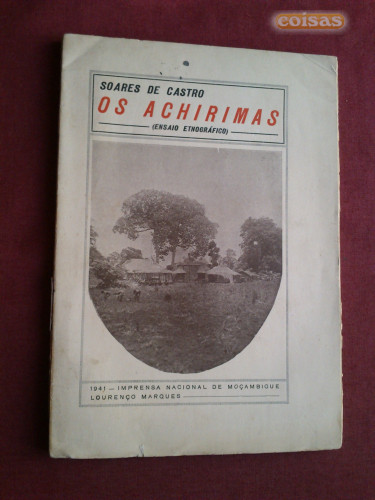 coisas
SOARES DE CASTRO
OS ACHIRIMAS
(ENSAIO ETNOGRÁFICO)
1941 — IMPRENSA NACIONAL DE MOÇAMBIQUE
LOURENÇO MARQUES